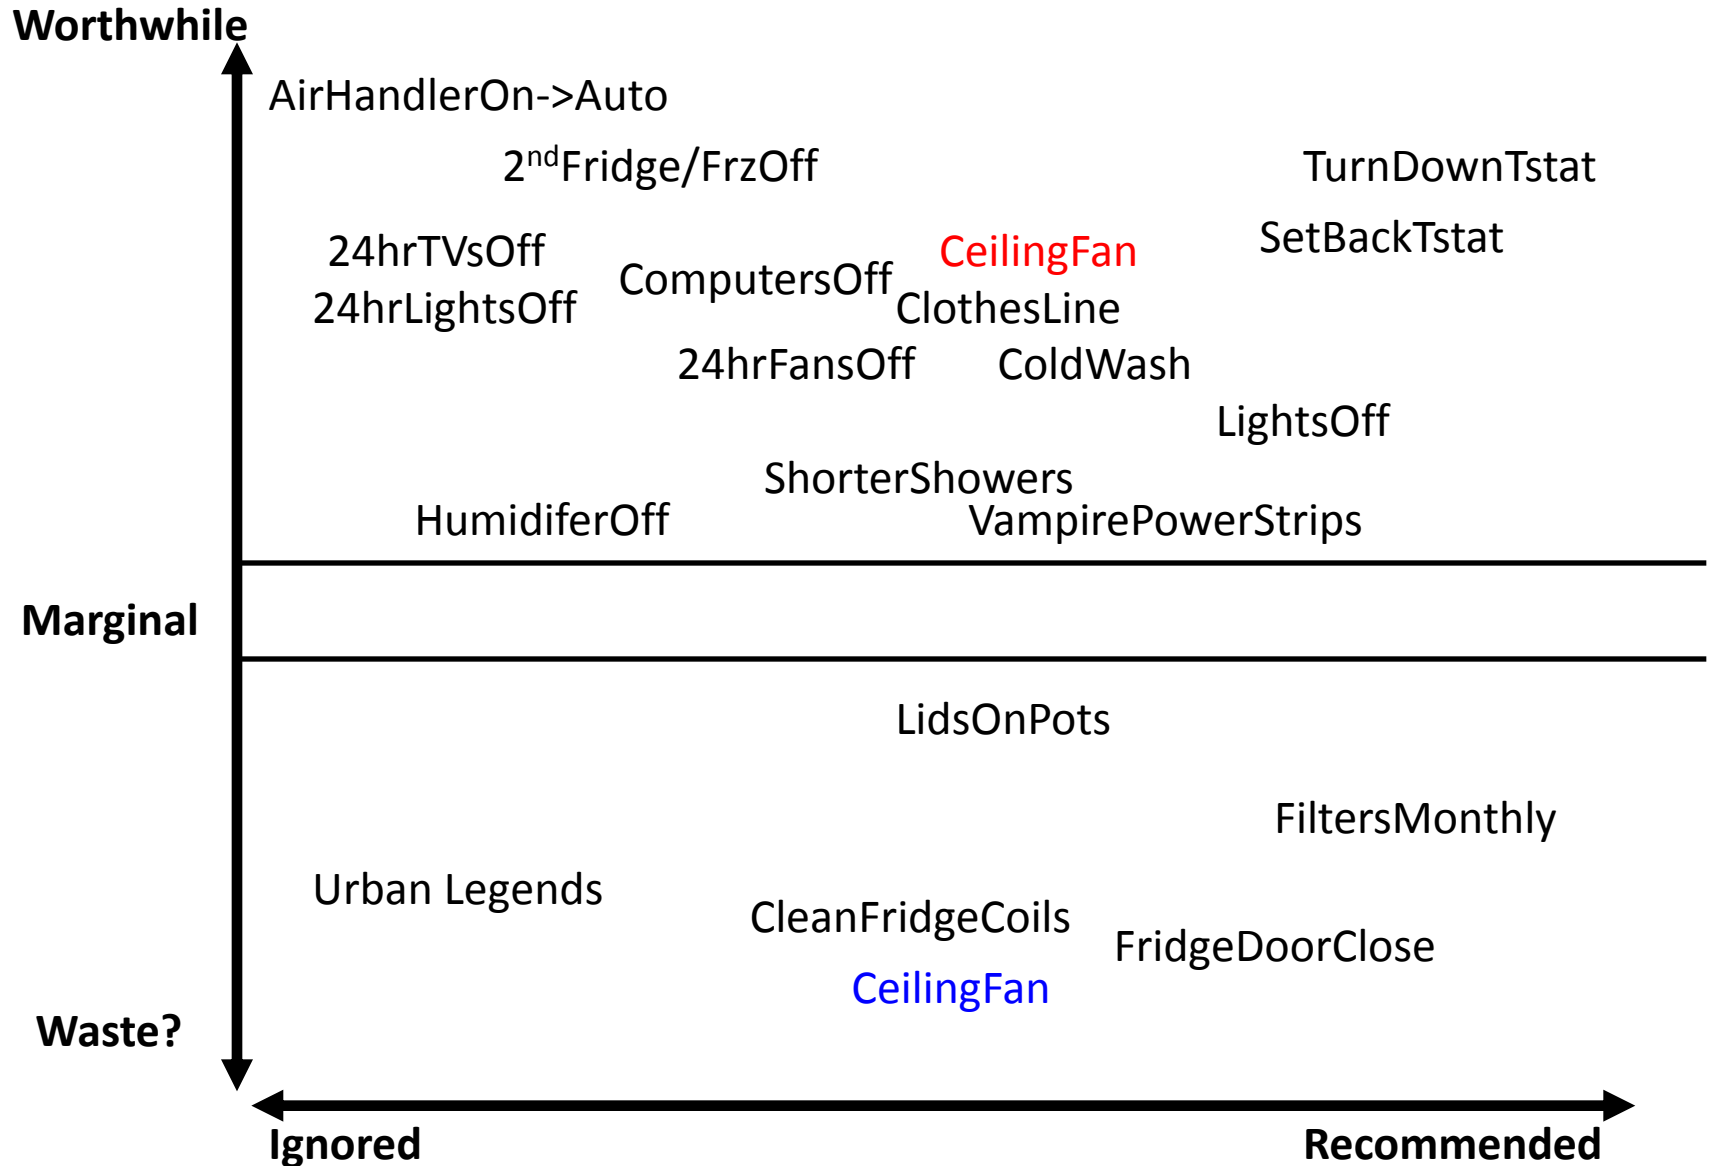 Worthwhile
AirHandlerOn->Auto
2ndFridge/FrzOff
TurnDownTstat
24hrTVsOff
CeilingFan
SetBackTstat
ComputersOff
24hrLightsOff
ClothesLine
24hrFansOff
ColdWash
LightsOff
ShorterShowers
HumidiferOff
VampirePowerStrips
Marginal
LidsOnPots
FiltersMonthly
Urban Legends
CleanFridgeCoils
FridgeDoorClose
CeilingFan
Waste?
Ignored
Recommended